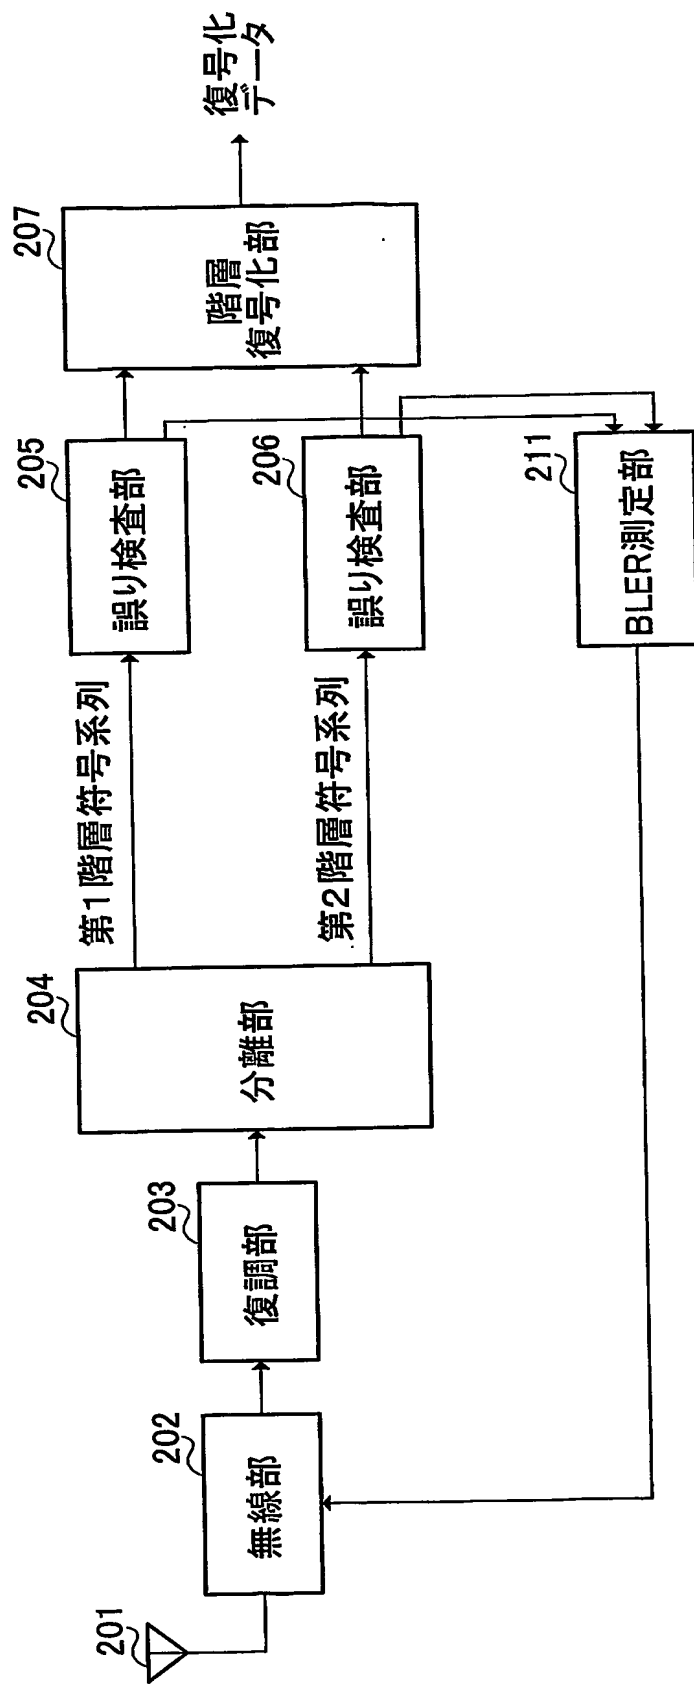 201
202
無線部
203
復調部
204
分離部
第1階層符号系列
第2階層符号系列
205
誤り検査部
206
誤り検査部
207
階層
復号化部
復号化
データ
211
BLER測定部